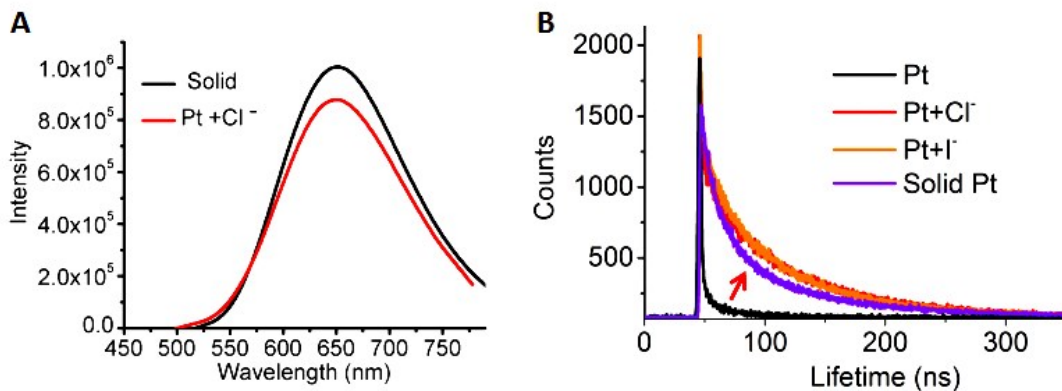 A
Intensity
1.0x10⁶
8.0x10⁵
6.0x10⁵
4.0x10⁵
2.0x10⁵
0.0
Solid
Pt +Cl⁻
450 500 550 600 650 700 750
Wavelength (nm)
B
Counts
2000
1500
1000
500
Pt
Pt+Cl⁻
Pt+I⁻
Solid Pt
0 100 200 300
Lifetime (ns)